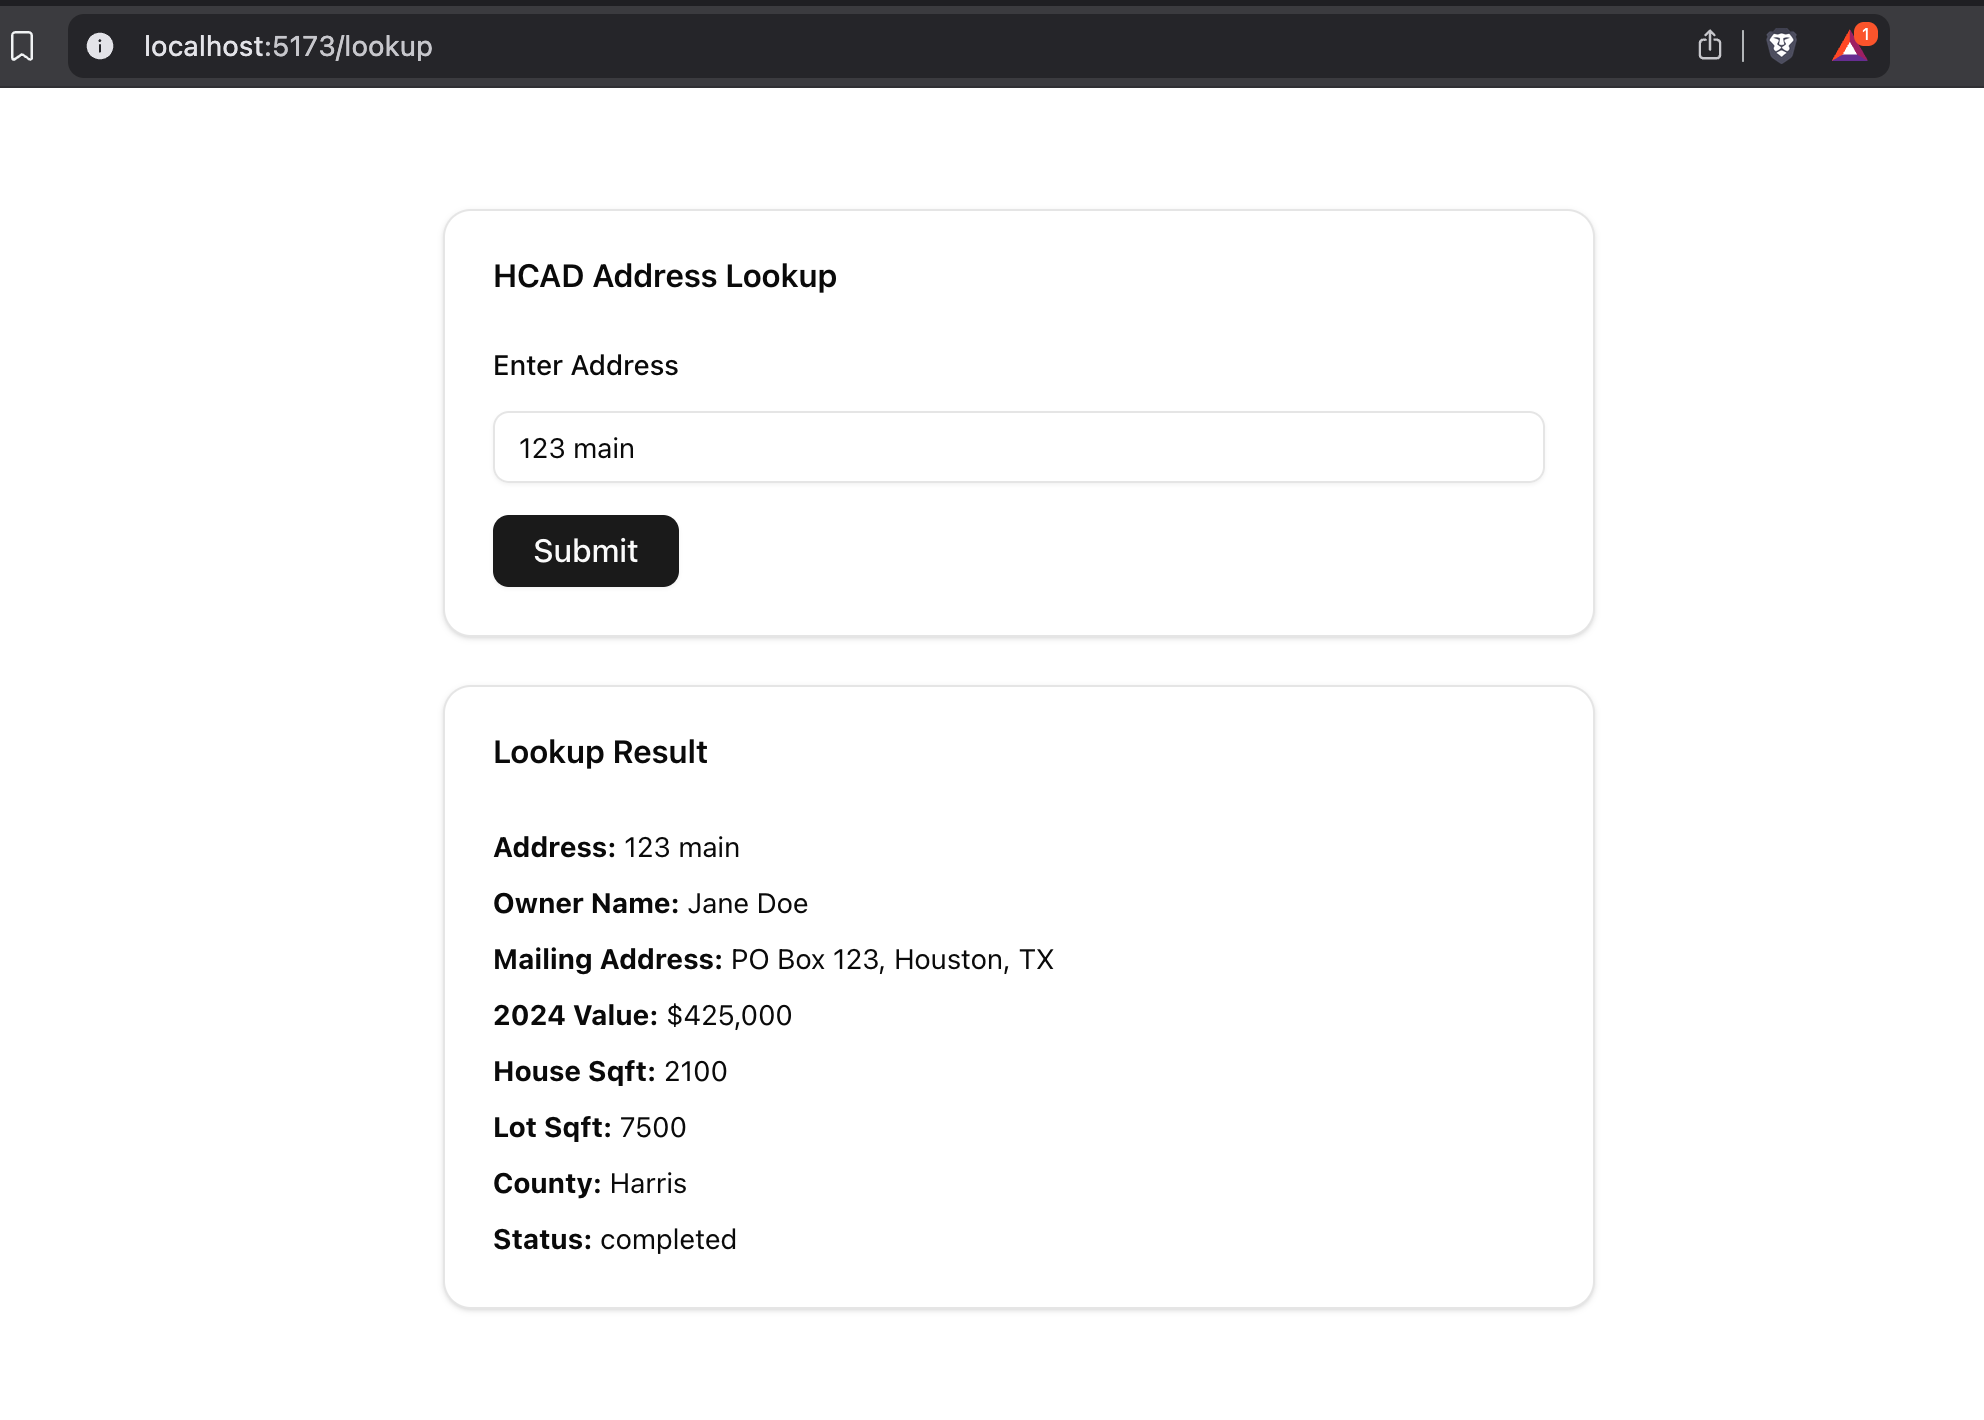 localhost:5173/lookup
1
HCAD Address Lookup
Enter Address
123 main
Submit
Lookup Result
Address: 123 main
Owner Name: Jane Doe
Mailing Address: PO Box 123, Houston, TX
2024 Value: $425,000
House Sqft: 2100
Lot Sqft: 7500
County: Harris
Status: completed